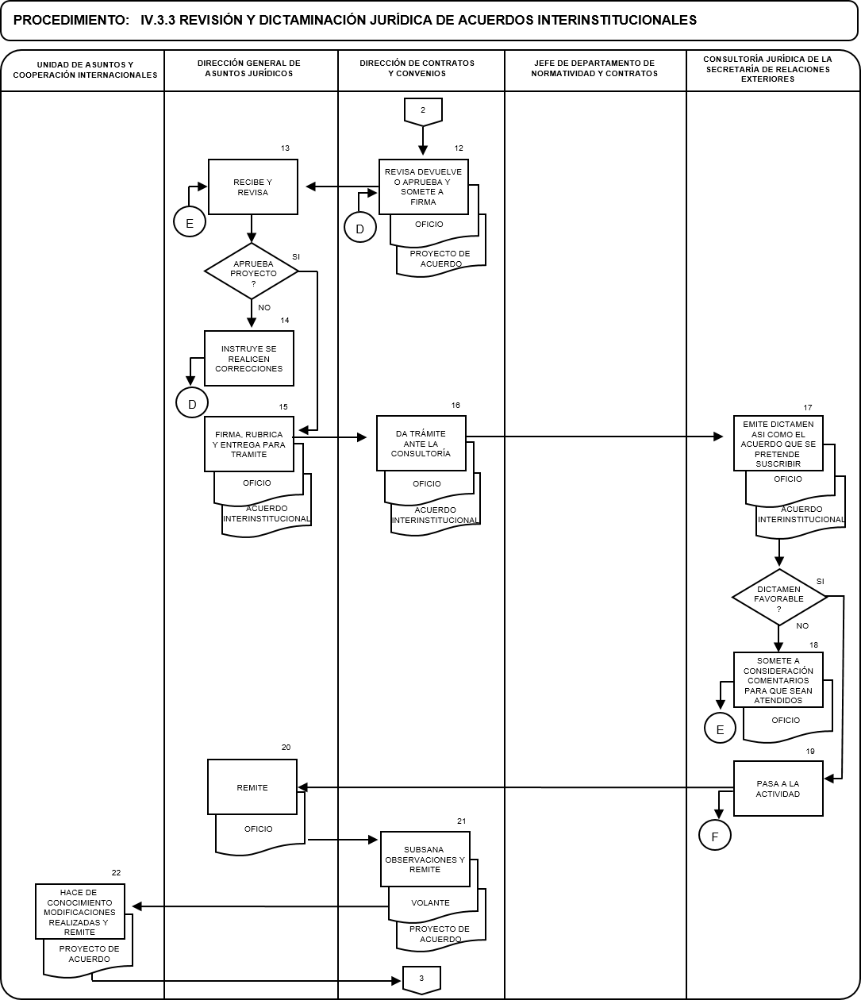 PROCEDIMIENTO: IV.3.3 REVISIÓN Y DICTAMINACIÓN JURÍDICA DE ACUERDOS INTERINSTITUCIONALES
UNIDAD DE ASUNTOS Y
COOPERACIÓN INTERNACIONALES
DIRECCIÓN GENERAL DE
ASUNTOS JURÍDICOS
DIRECCIÓN DE CONTRATOS
Y CONVENIOS
JEFE DE DEPARTAMENTO DE
NORMATIVIDAD Y CONTRATOS
CONSULTORÍA JURÍDICA DE LA
SECRETARÍA DE RELACIONES
EXTERIORES
2
12
REVISA DEVUELVE
O APRUEBA Y
SOMETE A
FIRMA
D
OFICIO
PROYECTO DE
ACUERDO
13
RECIBE Y
REVISA
E
SI
APRUEBA
PROYECTO
?
NO
14
INSTRUYE SE
REALICEN
CORRECCIONES
D
15
FIRMA, RUBRICA
Y ENTREGA PARA
TRAMITE
OFICIO
ACUERDO
INTERINSTITUCIONAL
16
DA TRÁMITE
ANTE LA
CONSULTORÍA
OFICIO
ACUERDO
INTERINSTITUCIONAL
17
EMITE DICTAMEN
ASI COMO EL
ACUERDO QUE SE
PRETENDE
SUSCRIBIR
OFICIO
ACUERDO
INTERINSTITUCIONAL
SI
DICTAMEN
FAVORABLE
?
NO
18
SOMETE A
CONSIDERACIÓN
COMENTARIOS
PARA QUE SEAN
ATENDIDOS
E
OFICIO
19
PASA A LA
ACTIVIDAD
F
20
REMITE
OFICIO
21
SUBSANA
OBSERVACIONES Y
REMITE
VOLANTE
PROYECTO DE
ACUERDO
22
HACE DE
CONOCIMIENTO
MODIFICACIONES
REALIZADAS Y
REMITE
PROYECTO DE
ACUERDO
3